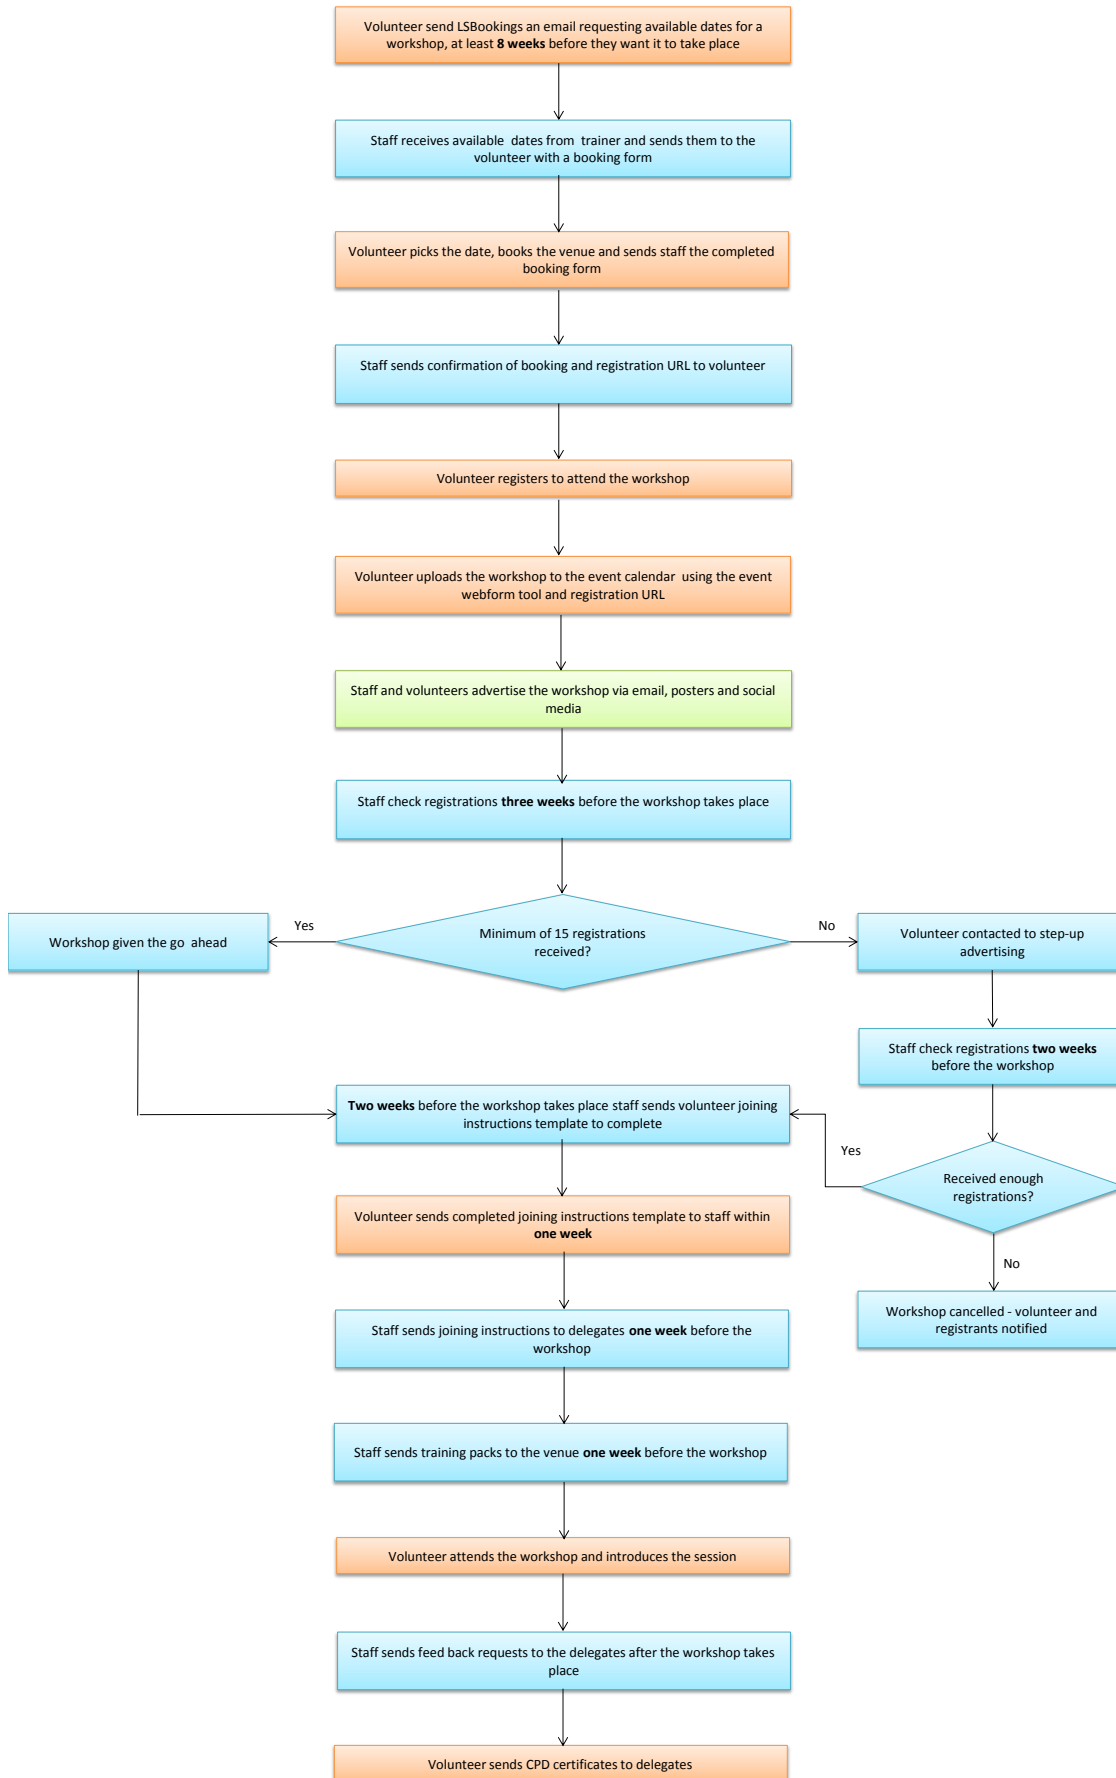 Volunteer send LSBookings an email requesting available dates for a
workshop, at least 8 weeks before they want it to take place
Staff receives available dates from trainer and sends them to the
volunteer with a booking form
Volunteer picks the date, books the venue and sends staff the completed
booking form
Staff sends confirmation of booking and registration URL to volunteer
Volunteer registers to attend the workshop
Volunteer uploads the workshop to the event calendar using the event
webform tool and registration URL
Staff and volunteers advertise the workshop via email, posters and social
media
Staff check registrations three weeks before the workshop takes place
Minimum of 15 registrations
received?
Yes
Workshop given the go ahead
No
Volunteer contacted to step-up
advertising
Staff check registrations two weeks
before the workshop
Received enough
registrations?
Yes
No
Workshop cancelled - volunteer and
registrants notified
Two weeks before the workshop takes place staff sends volunteer joining
instructions template to complete
Volunteer sends completed joining instructions template to staff within
one week
Staff sends joining instructions to delegates one week before the
workshop
Staff sends training packs to the venue one week before the workshop
Volunteer attends the workshop and introduces the session
Staff sends feed back requests to the delegates after the workshop takes
place
Volunteer sends CPD certificates to delegates